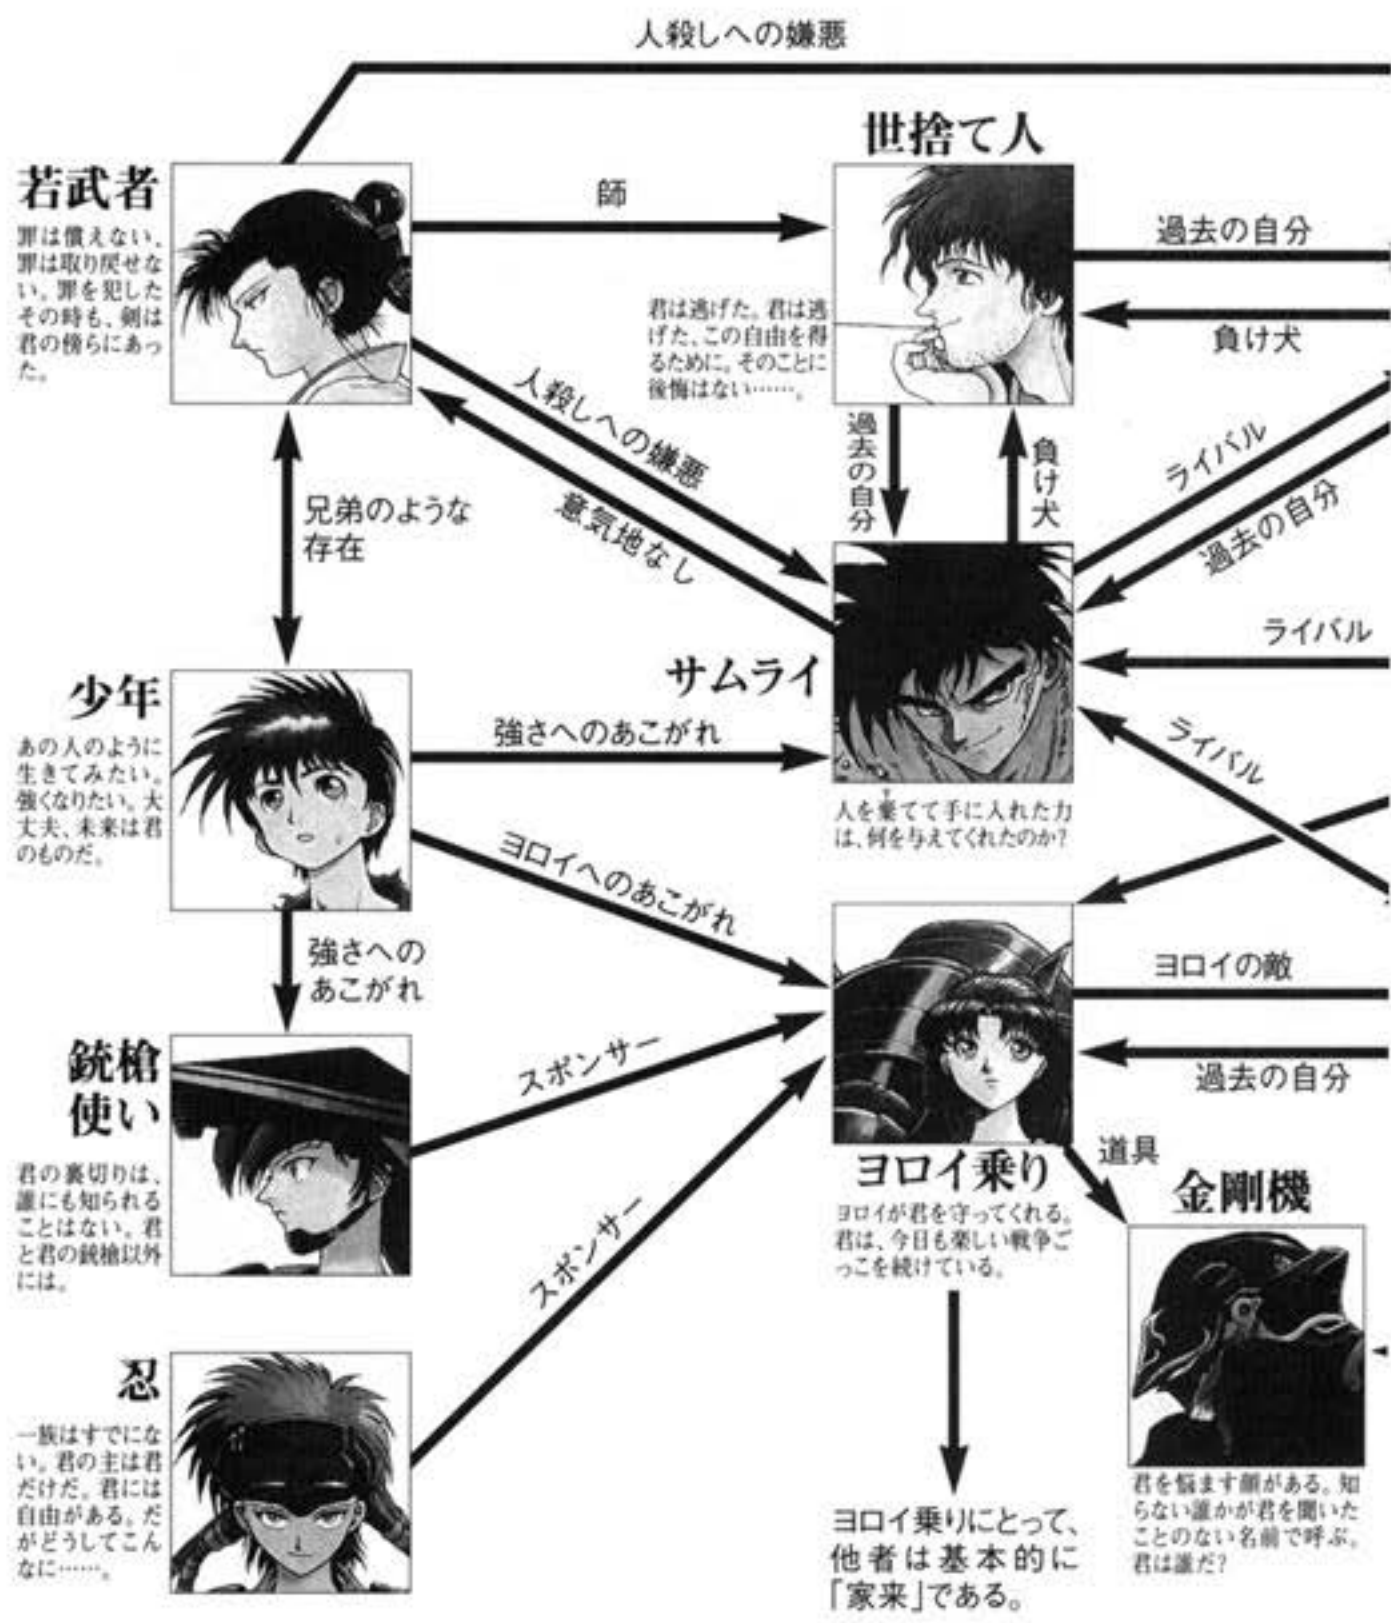 人殺しへの嫌悪
世捨て人
若武者
師
過去の自分
罪は償えない、
罪は取り戻せな
い。罪を犯した
その時も、剣は
君の傍らにあっ
た。
君は逃げた。君は逃
げた、この自由を得
るために。そのことに
後悔はない……。
負け犬
人殺しへの嫌悪
意気地なし
過去の自分
負け犬
ライバル
過去の自分
兄弟のような
存在
ライバル
サムライ
少年
強さへのあこがれ
ライバル
あの人のように
生きてみたい。
強くなりたい。大
丈夫、未来は君
のものだ。
人を棄てて手に入れた力
は、何を与えてくれたのか?
ヨロイへのあこがれ
強さへの
あこがれ
ヨロイの敵
過去の自分
銃槍
使い
スポンサー
道具
ヨロイ乗り
金剛機
君の裏切りは、
誰にも知られる
ことはない。君
と君の銃槍以外
には。
ヨロイが君を守ってくれる。
君は、今日も楽しい戦争ご
っこを続けている。
スポンサー
忍
一族はすでにな
い。君の主は君
だけだ。君には
自由がある。だ
がどうしてこん
なに……。
君を悩ます顔がある。知
らない誰かが君を聞いた
ことのない名前で呼ぶ。
君は誰だ?
ヨロイ乗りにとって、
他者は基本的に
「家来」である。